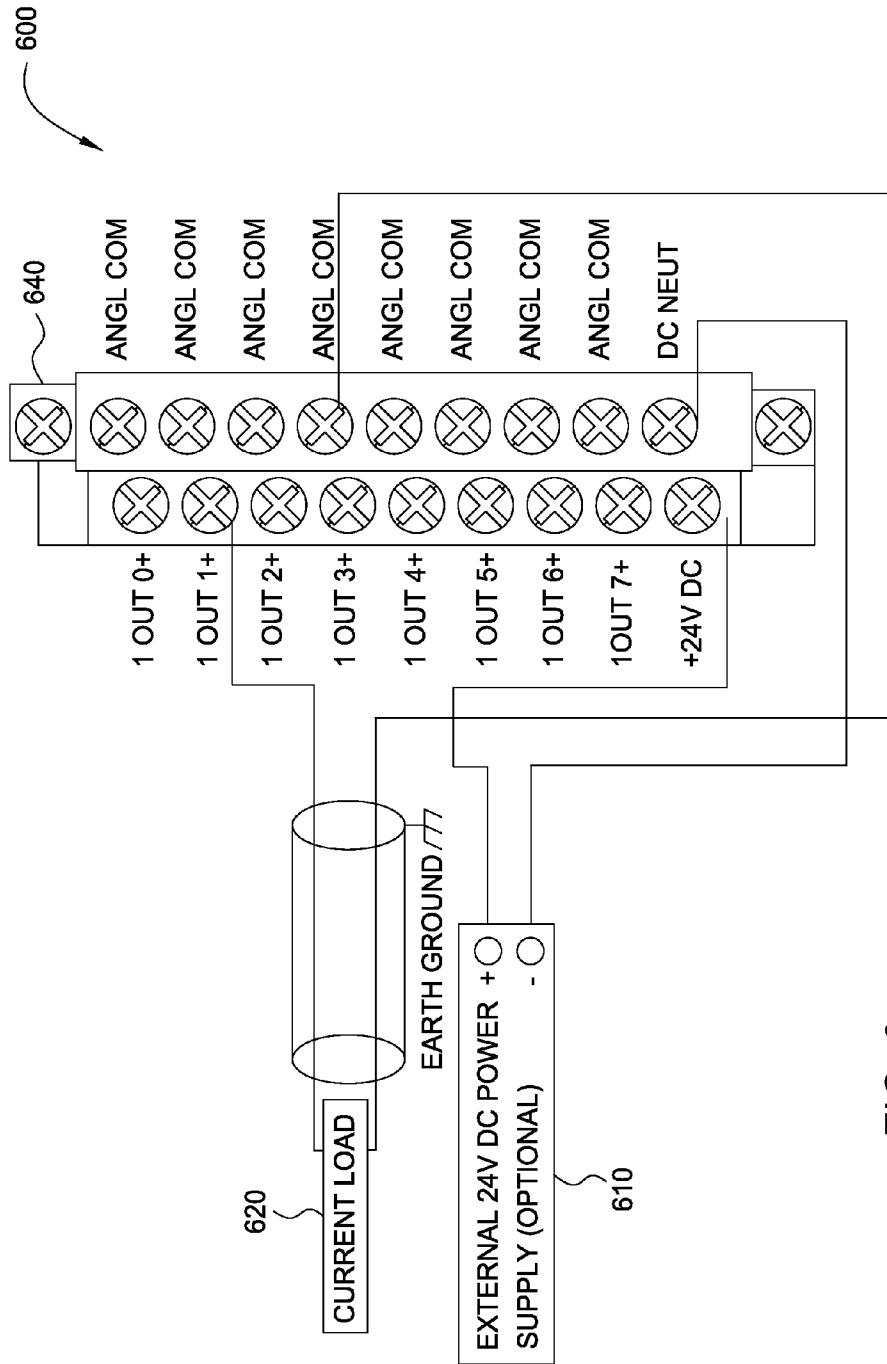 600
640
ANGL COM
ANGL COM
ANGL COM
ANGL COM
ANGL COM
ANGL COM
ANGL COM
ANGL COM
DC NEUT
1 OUT 0+
1 OUT 1+
1 OUT 2+
1 OUT 3+
1 OUT 4+
1 OUT 5+
1 OUT 6+
1OUT 7+
+24V DC
EARTH GROUND
620
CURRENT LOAD
EXTERNAL 24V DC POWER +
SUPPLY (OPTIONAL) -
610